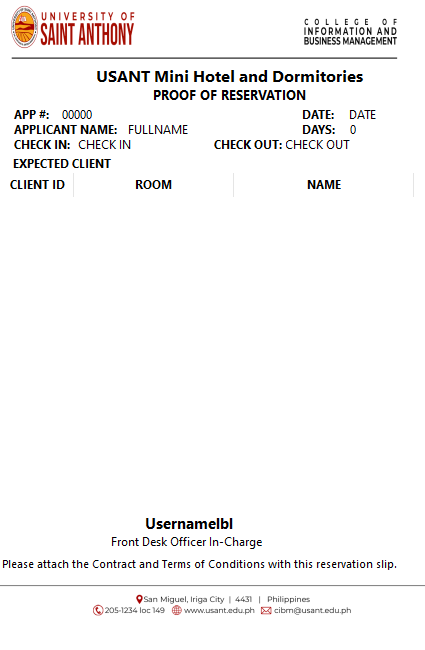 UNIVERSITY OF
SAINT ANTHONY
COLLEGE OF
INFORMATION AND
BUSINESS MANAGEMENT
USANT Mini Hotel and Dormitories
PROOF OF RESERVATION
APP #: 00000 DATE: DATE
APPLICANT NAME: FULLNAME DAYS: 0
CHECK IN: CHECK IN CHECK OUT: CHECK OUT
EXPECTED CLIENT
CLIENT ID ROOM NAME
Usernamelbl
Front Desk Officer In-Charge
Please attach the Contract and Terms of Conditions with this reservation slip.
San Miguel, Iriga City | 4431 | Philippines
205-1234 loc 149 www.usant.edu.ph cibm@usant.edu.ph